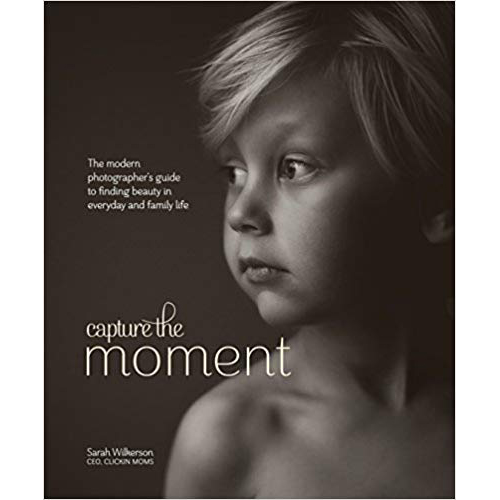 The modern
photographer's guide
to finding beauty in
everyday and family life
capture the
moment
Sarah Wilkerson
CEO, CLICKIN MOMS